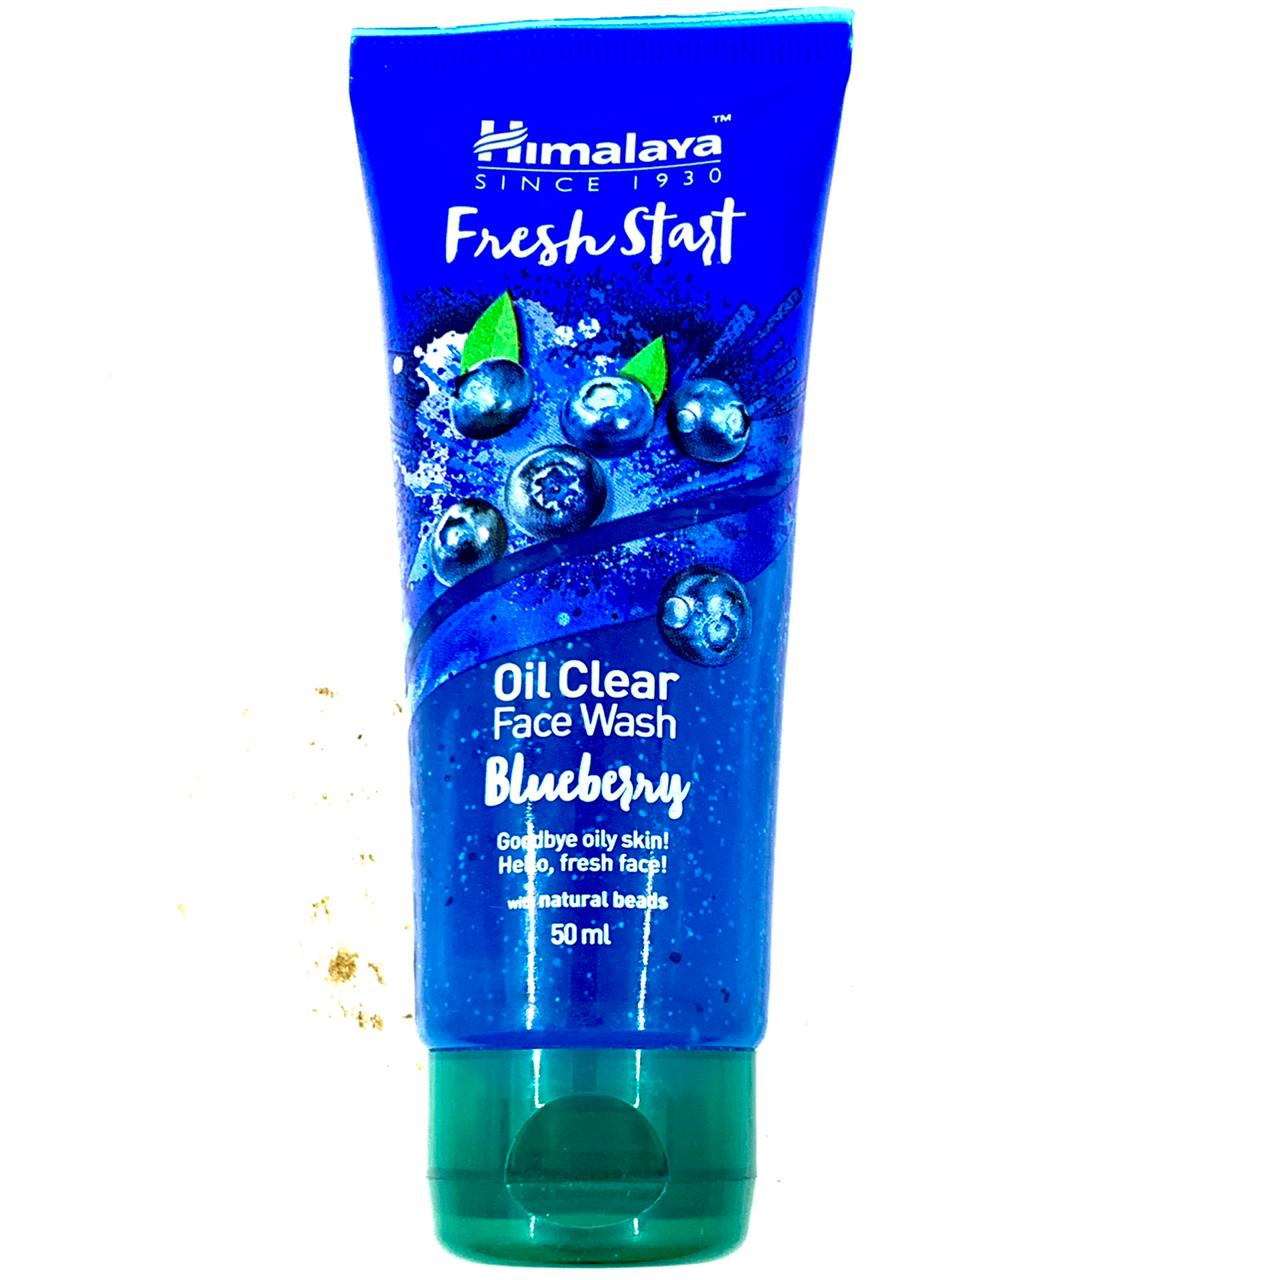 Himalaya™
SINCE 1930
Fresh Start
Oil Clear
Face Wash
Blueberry
Goodbye oily skin!
Hello, fresh face!
with natural beads
50 ml